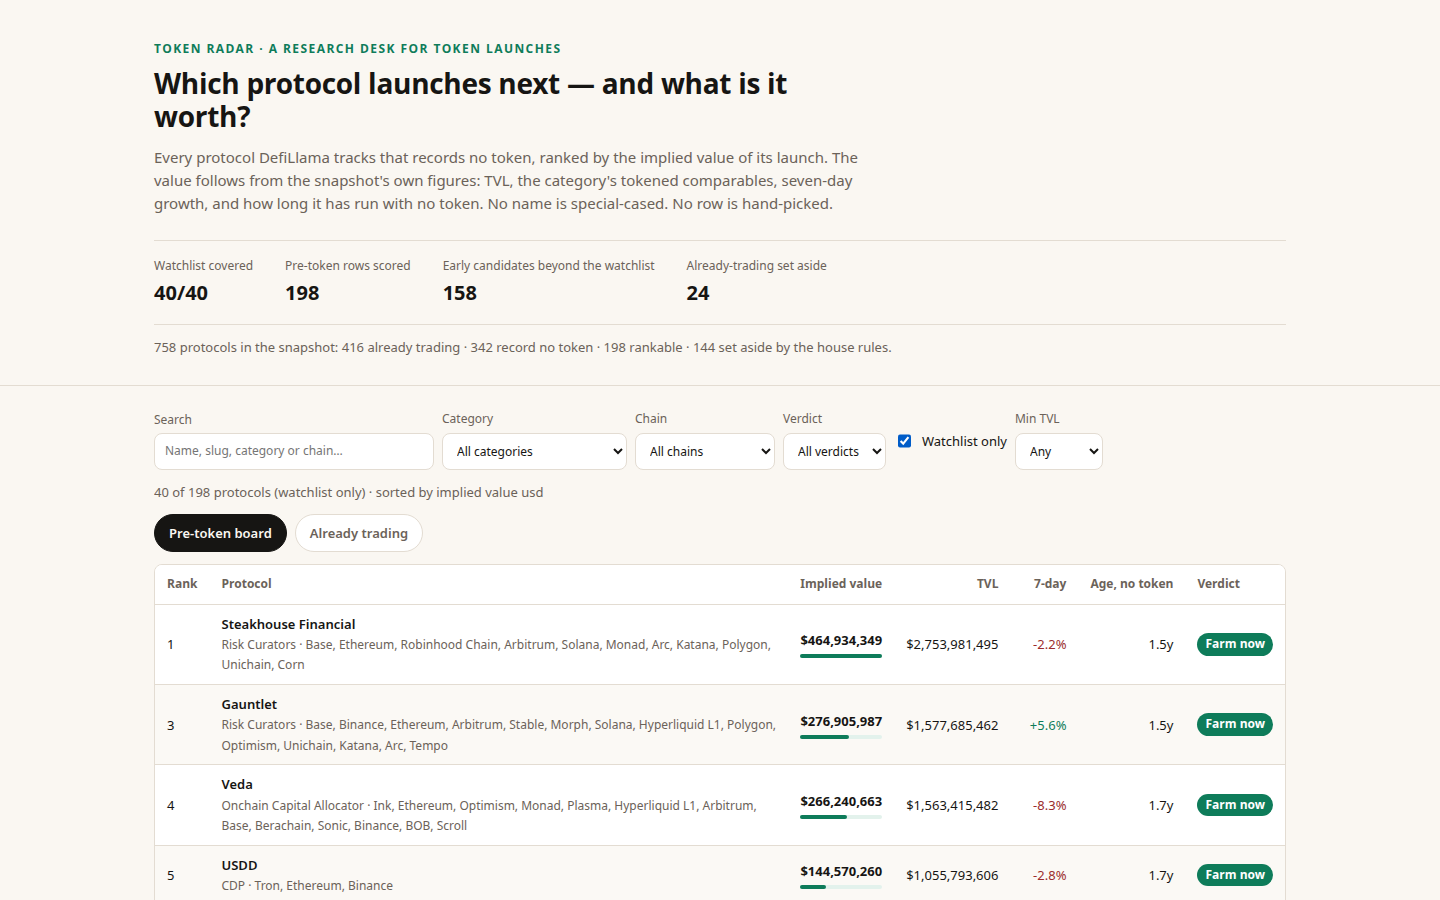 TOKEN RADAR · A RESEARCH DESK FOR TOKEN LAUNCHES
Which protocol launches next — and what is it
worth?
Every protocol DefiLlama tracks that records no token, ranked by the implied value of its launch. The
value follows from the snapshot's own figures: TVL, the category's tokened comparables, seven-day
growth, and how long it has run with no token. No name is special-cased. No row is hand-picked.
Watchlist covered Pre-token rows scored Early candidates beyond the watchlist Already-trading set aside
40/40 198 158 24
758 protocols in the snapshot: 416 already trading · 342 record no token · 198 rankable · 144 set aside by the house rules.
Search Category Chain Verdict Min TVL
Name, slug, category or chain... All categories All chains All verdicts Watchlist only Any
40 of 198 protocols (watchlist only) · sorted by implied value usd
Pre-token board Already trading
Rank Protocol Implied value TVL 7-day Age, no token Verdict
Steakhouse Financial
1 Risk Curators · Base, Ethereum, Robinhood Chain, Arbitrum, Solana, Monad, Arc, Katana, Polygon, $464,934,349 $2,753,981,495 -2.2% 1.5y Farm now
Unichain, Corn
Gauntlet
3 Risk Curators · Base, Binance, Ethereum, Arbitrum, Stable, Morph, Solana, Hyperliquid L1, Polygon, $276,905,987 $1,577,685,462 +5.6% 1.5y Farm now
Optimism, Unichain, Katana, Arc, Tempo
Veda
4 Onchain Capital Allocator · Ink, Ethereum, Optimism, Monad, Plasma, Hyperliquid L1, Arbitrum, $266,240,663 $1,563,415,482 -8.3% 1.7y Farm now
Base, Berachain, Sonic, Binance, BOB, Scroll
USDD
5 CDP · Tron, Ethereum, Binance $144,570,260 $1,055,793,606 -2.8% 1.7y Farm now